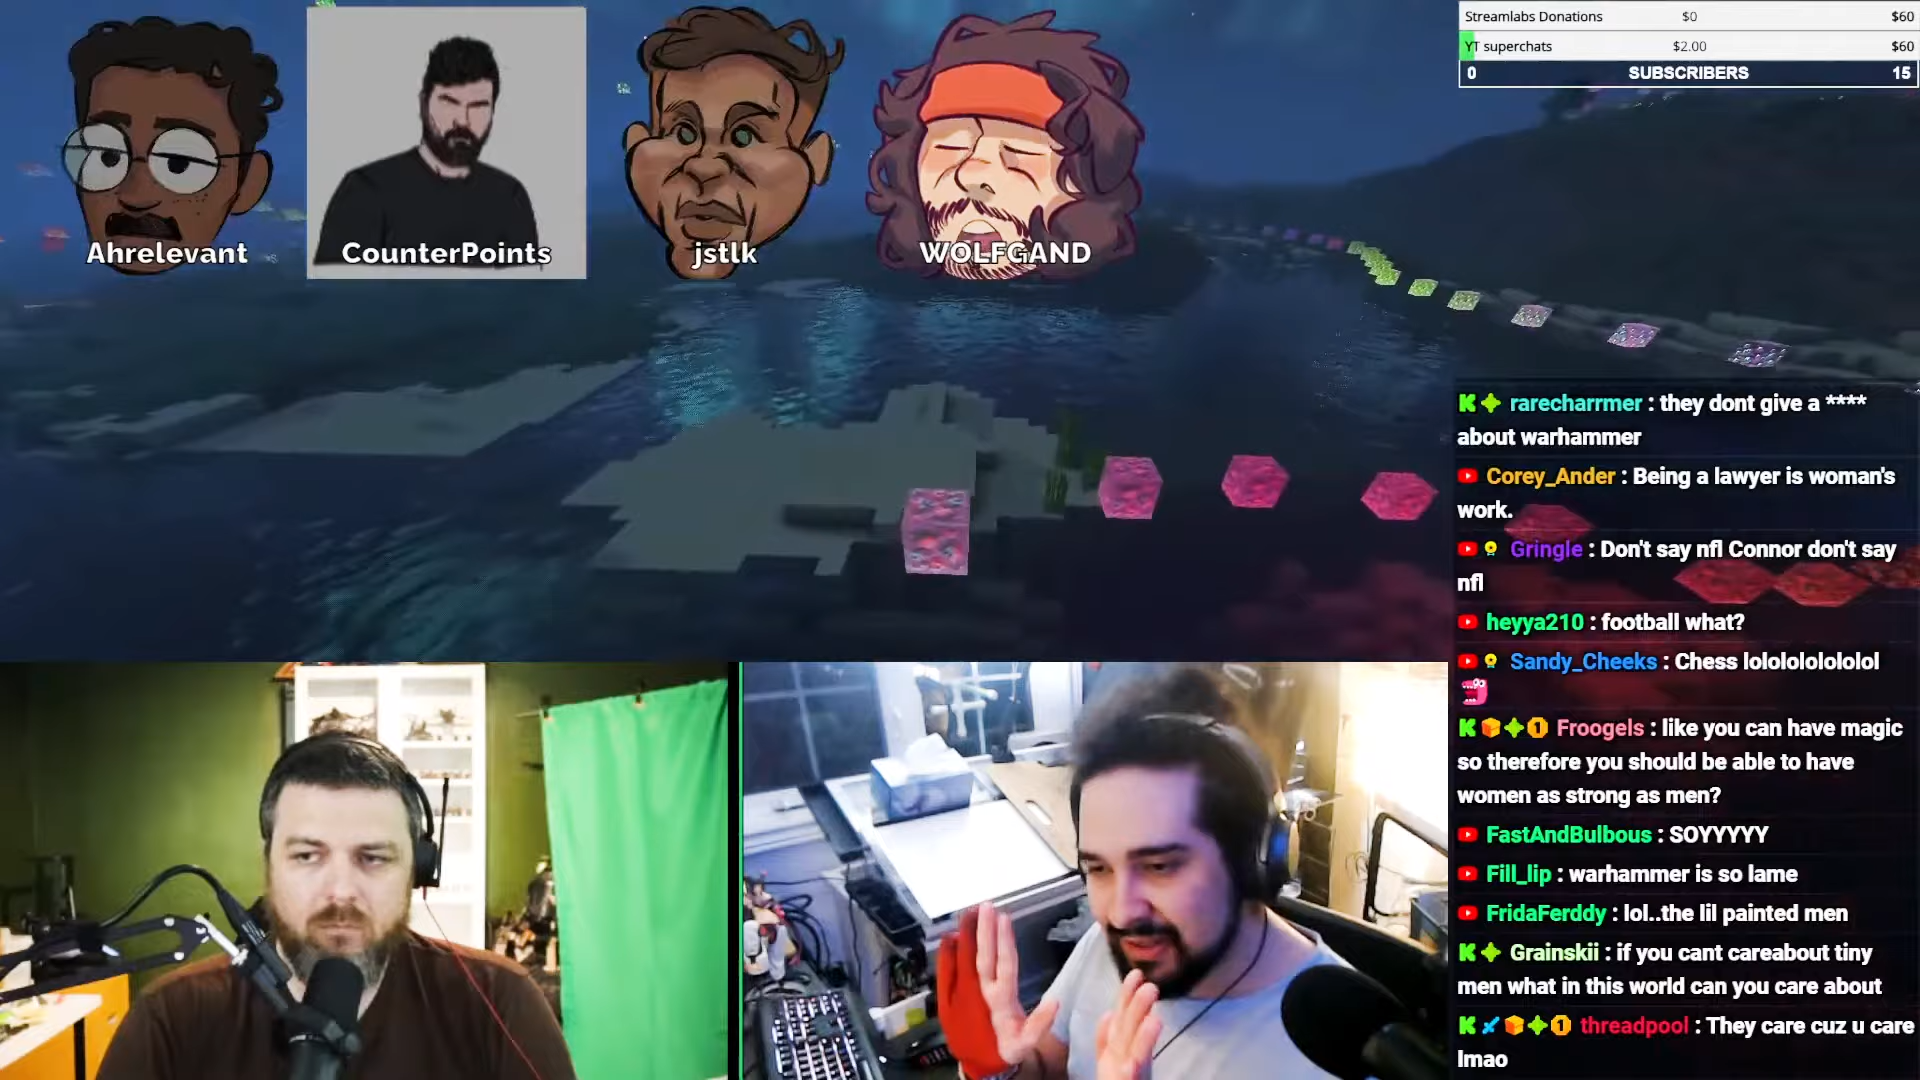 Ahrelevant
CounterPoints
jstlk
WOLFGAND
Streamlabs Donations $0 $60
YT superchats $2.00 $60
0 SUBSCRIBERS 15
rarecharrmer : they dont give a ****
about warhammer
Corey_Ander : Being a lawyer is woman's
work.
Gringle : Don't say nfl Connor don't say
nfl
heyya210 : football what?
Sandy_Cheeks : Chess lolololololololol
Froogels : like you can have magic
so therefore you should be able to have
women as strong as men?
FastAndBulbous : SOYYYYY
Fill_lip : warhammer is so lame
FridaFerddy : lol..the lil painted men
Grainskii : if you cant careabout tiny
men what in this world can you care about
threadpool : They care cuz u care
lmao